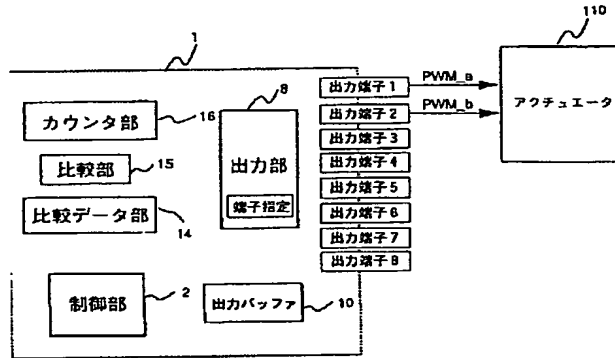 1
カウンタ部
16
比較部
15
比較データ部
14
制御部
2
8
出力部
端子指定
出力バッファ
10
出力端子1
出力端子2
出力端子3
出力端子4
出力端子5
出力端子6
出力端子7
出力端子8
PWM_a
PWM_b
110
アクチュエータ